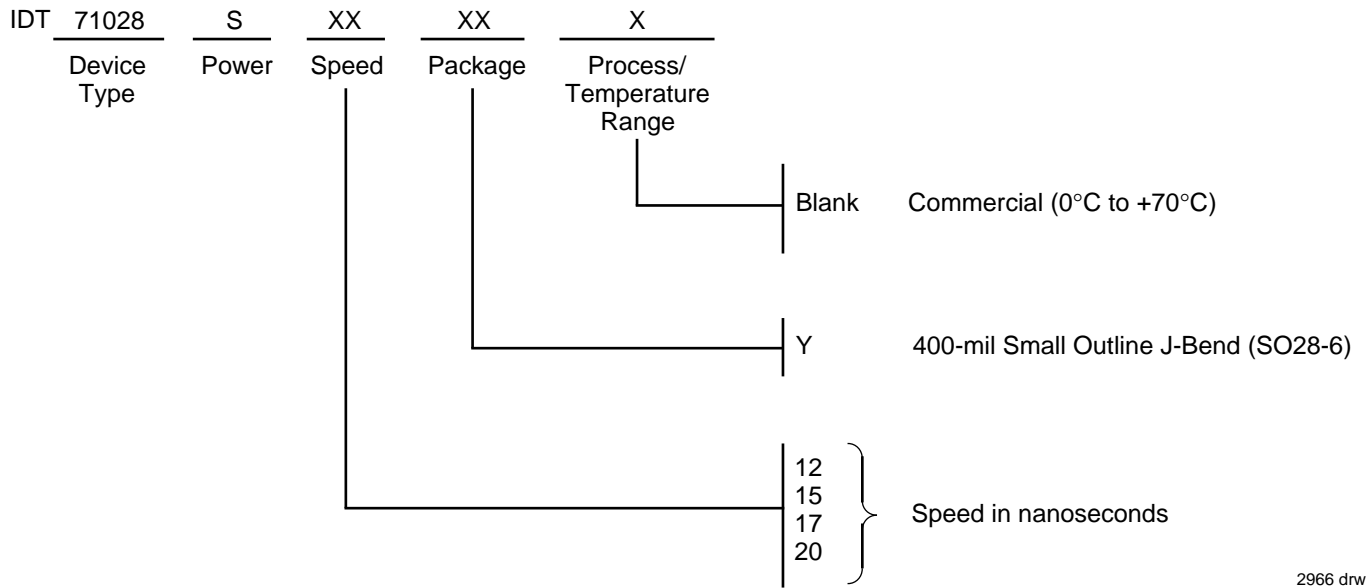 IDT 71028 S XX XX X
Device Type Power Speed Package Process/ Temperature Range
Blank Commercial (0°C to +70°C)
Y 400-mil Small Outline J-Bend (SO28-6)
12
15
17
20
Speed in nanoseconds
2966 drw